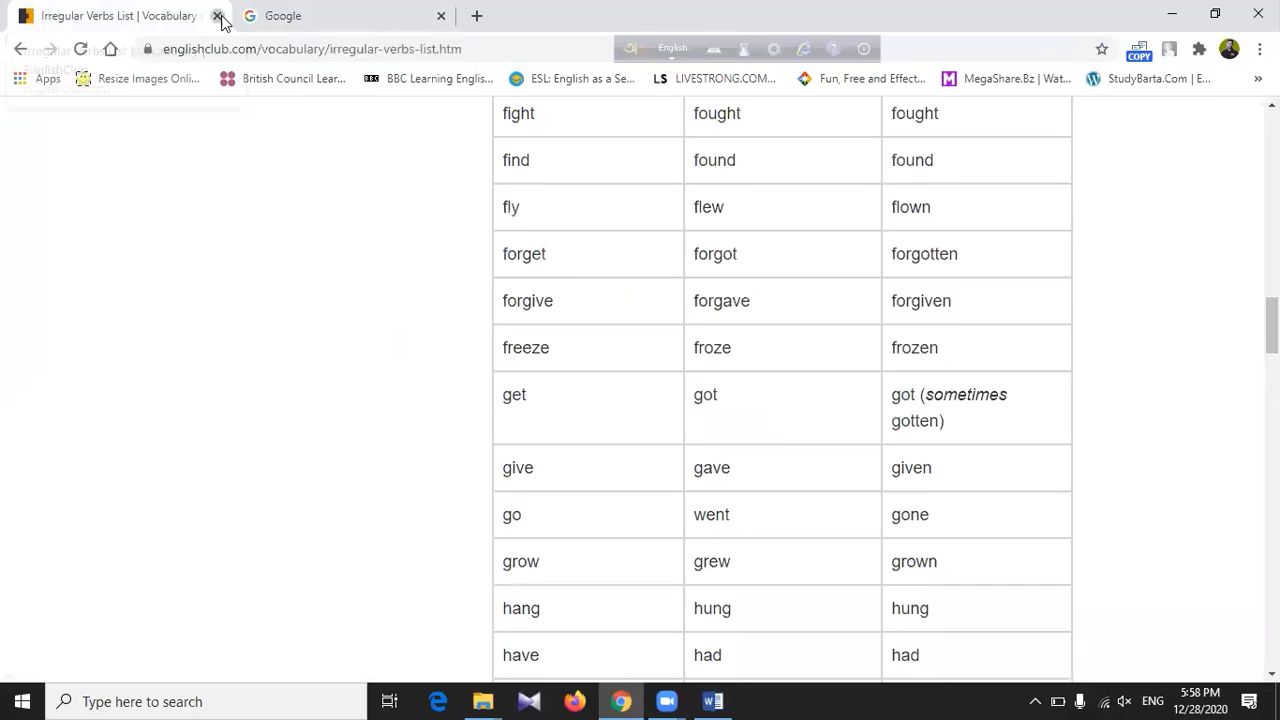 Irregular Verbs List | Vocabulary
Google
englishclub.com/vocabulary/irregular-verbs-list.htm
English
COPY
Apps
Resize Images Onli...
British Council Lear...
BBC Learning Englis...
ESL: English as a Se...
LS LIVESTRONG.COM...
Fun, Free and Effect...
MegaShare.Bz | Wat...
StudyBarta.Com | E...
fight fought fought
find found found
fly flew flown
forget forgot forgotten
forgive forgave forgiven
freeze froze frozen
get got got (sometimes
gotten)
give gave given
go went gone
grow grew grown
hang hung hung
have had had
Type here to search
ENG
5:58 PM
12/28/2020